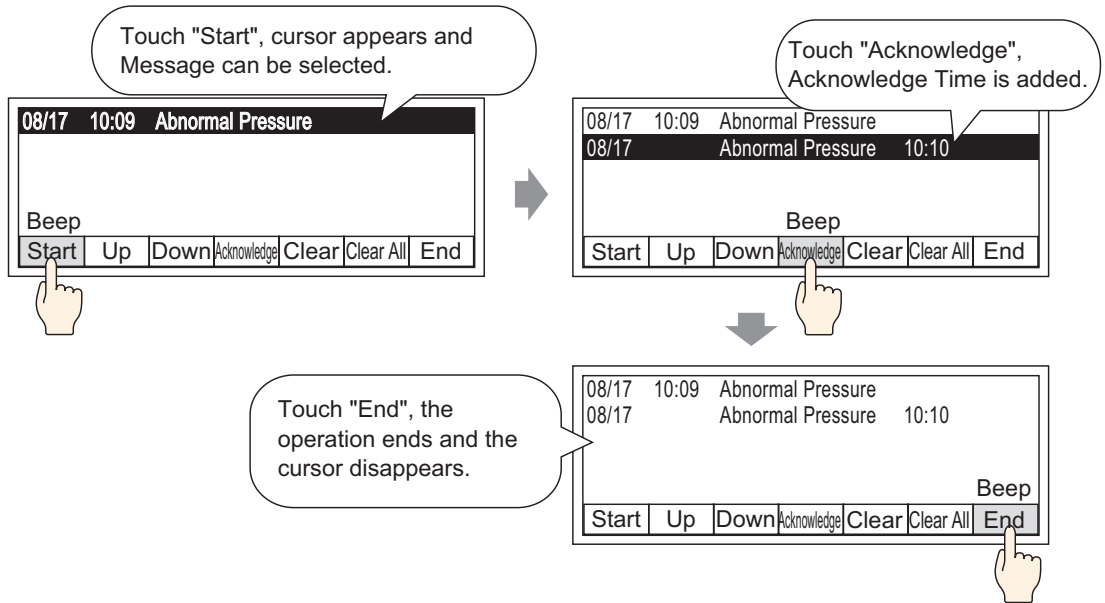 Touch "Start", cursor appears and
Message can be selected.
08/17 10:09 Abnormal Pressure
Beep
Start Up Down Acknowledge Clear Clear All End
Touch "Acknowledge",
Acknowledge Time is added.
08/17 10:09 Abnormal Pressure
08/17 Abnormal Pressure 10:10
Beep
Start Up Down Acknowledge Clear Clear All End
Touch "End", the
operation ends and the
cursor disappears.
08/17 10:09 Abnormal Pressure
08/17 Abnormal Pressure 10:10
Beep
Start Up Down Acknowledge Clear Clear All End